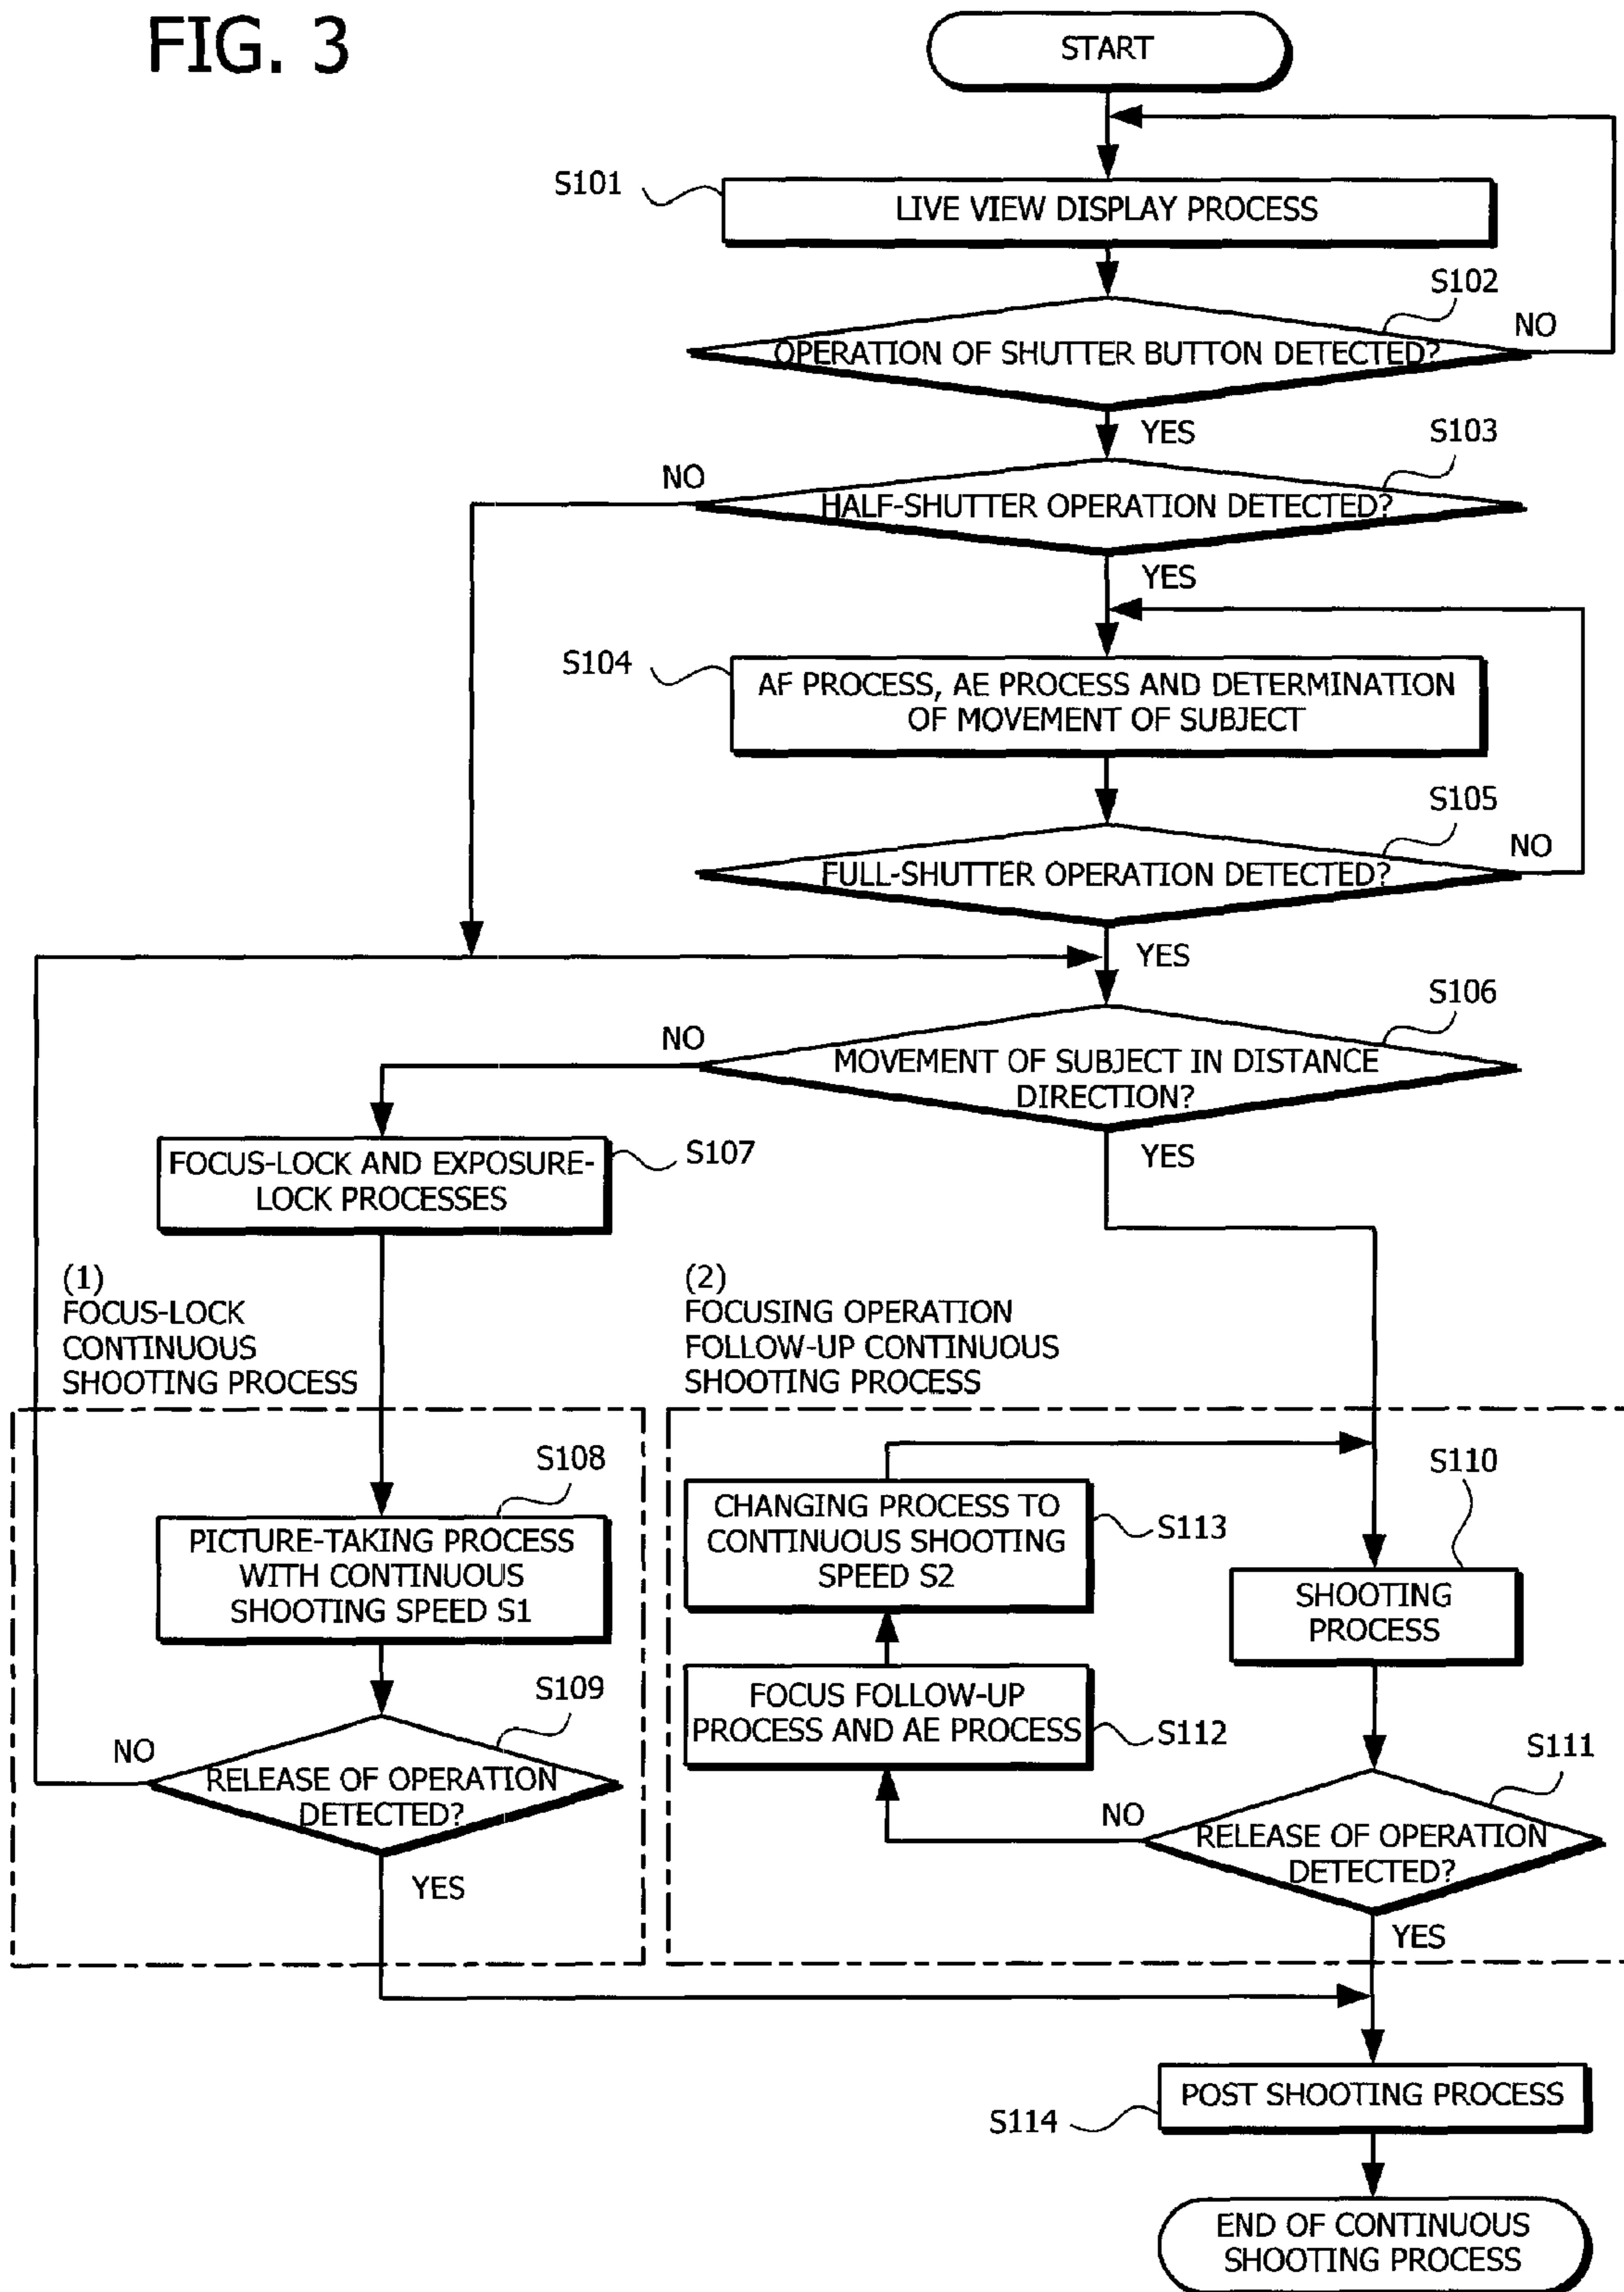 FIG. 3
START
S101
LIVE VIEW DISPLAY PROCESS
S102
NO
OPERATION OF SHUTTER BUTTON DETECTED?
YES
S103
NO
HALF-SHUTTER OPERATION DETECTED?
YES
S104
AF PROCESS, AE PROCESS AND DETERMINATION
OF MOVEMENT OF SUBJECT
S105
NO
FULL-SHUTTER OPERATION DETECTED?
YES
S106
NO
MOVEMENT OF SUBJECT IN DISTANCE
DIRECTION?
YES
S107
FOCUS-LOCK AND EXPOSURE-
LOCK PROCESSES
(1)
FOCUS-LOCK
CONTINUOUS
SHOOTING PROCESS
(2)
FOCUSING OPERATION
FOLLOW-UP CONTINUOUS
SHOOTING PROCESS
S108
PICTURE-TAKING PROCESS
WITH CONTINUOUS
SHOOTING SPEED S1
S109
NO
RELEASE OF OPERATION
DETECTED?
YES
S110
SHOOTING
PROCESS
CHANGING PROCESS TO
CONTINUOUS SHOOTING
SPEED S2
S113
FOCUS FOLLOW-UP
PROCESS AND AE PROCESS
S112
S111
NO
RELEASE OF OPERATION
DETECTED?
YES
POST SHOOTING PROCESS
S114
END OF CONTINUOUS
SHOOTING PROCESS